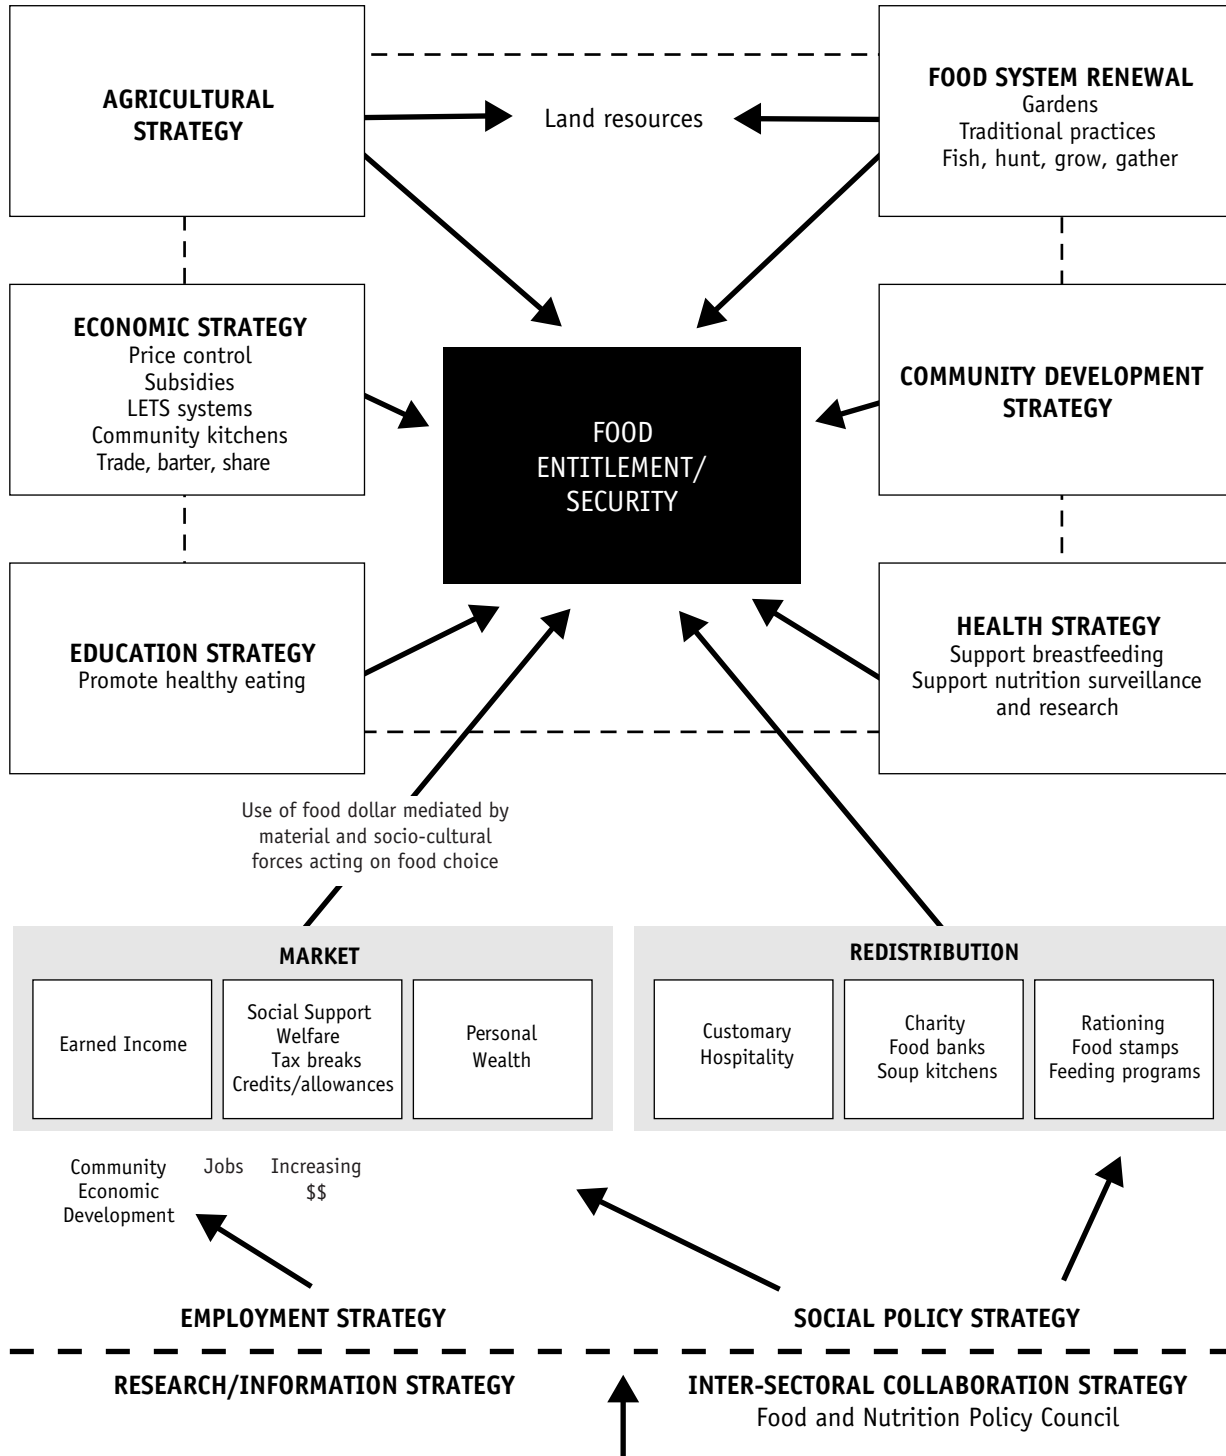 AGRICULTURAL
STRATEGY
Land resources
FOOD SYSTEM RENEWAL
Gardens
Traditional practices
Fish, hunt, grow, gather
ECONOMIC STRATEGY
Price control
Subsidies
LETS systems
Community kitchens
Trade, barter, share
FOOD
ENTITLEMENT/
SECURITY
COMMUNITY DEVELOPMENT
STRATEGY
EDUCATION STRATEGY
Promote healthy eating
HEALTH STRATEGY
Support breastfeeding
Support nutrition surveillance
and research
Use of food dollar mediated by
material and socio-cultural
forces acting on food choice
MARKET
Earned Income
Social Support
Welfare
Tax breaks
Credits/allowances
Personal
Wealth
REDISTRIBUTION
Customary
Hospitality
Charity
Food banks
Soup kitchens
Rationing
Food stamps
Feeding programs
Community
Economic
Development
Jobs
Increasing
$$
EMPLOYMENT STRATEGY
SOCIAL POLICY STRATEGY
RESEARCH/INFORMATION STRATEGY
INTER-SECTORAL COLLABORATION STRATEGY
Food and Nutrition Policy Council